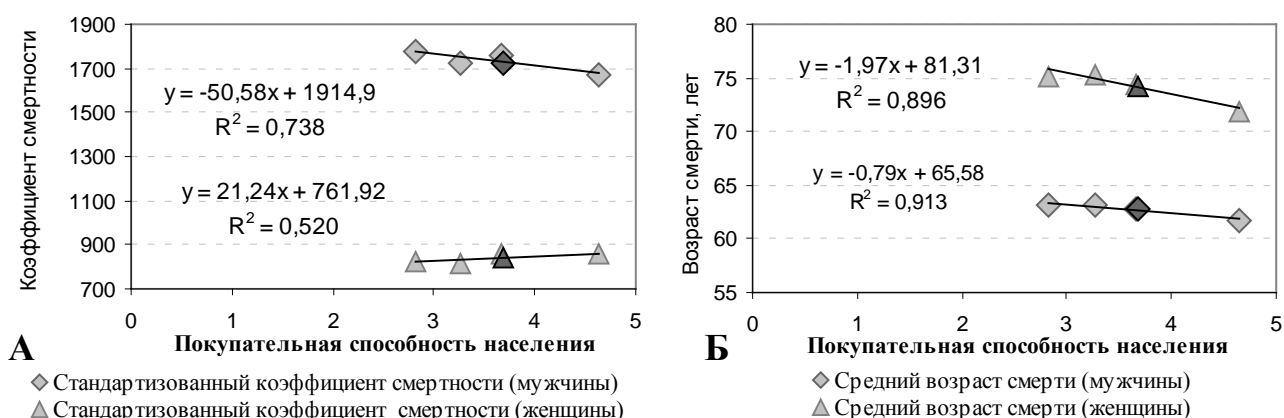 1900
1700
1500
1300
1100
900
700
Коэффициент смертности
y = -50,58x + 1914,9
R² = 0,738
y = 21,24x + 761,92
R² = 0,520
0 1 2 3 4 5
А
Покупательная способность населения
Стандартизованный коэффициент смертности (мужчины)
Стандартизованный коэффициент смертности (женщины)
80
75
70
65
60
55
Возраст смерти, лет
y = -1,97x + 81,31
R² = 0,896
y = -0,79x + 65,58
R² = 0,913
0 1 2 3 4 5
Б
Покупательная способность населения
Средний возраст смерти (мужчины)
Средний возраст смерти (женщины)